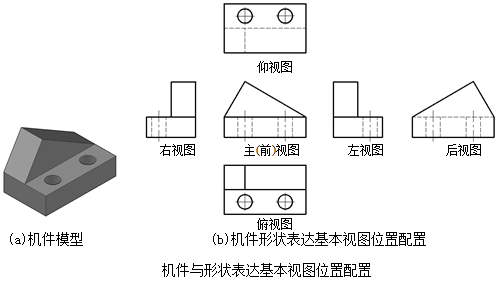 仰视图
右视图 主(前)视图 左视图 后视图
俯视图
(a)机件模型 (b)机件形状表达基本视图位置配置
机件与形状表达基本视图位置配置